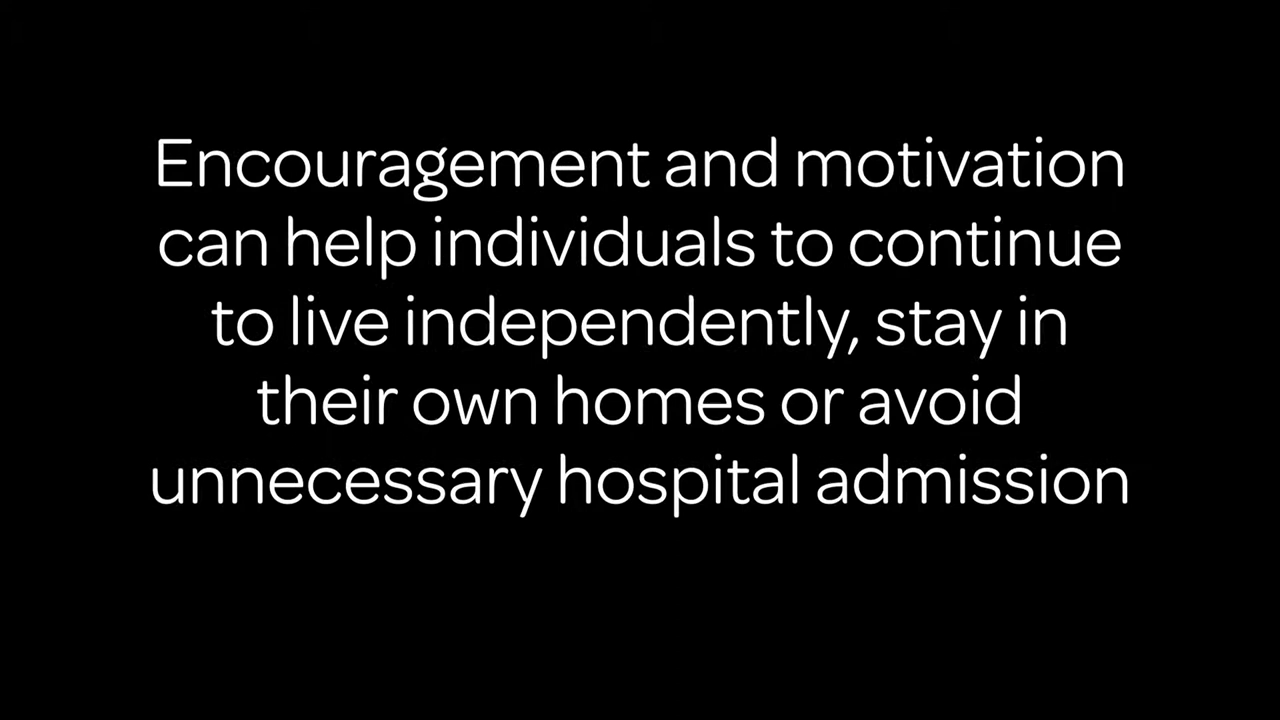 Encouragement and motivation
can help individuals to continue
to live independently, stay in
their own homes or avoid
unnecessary hospital admission